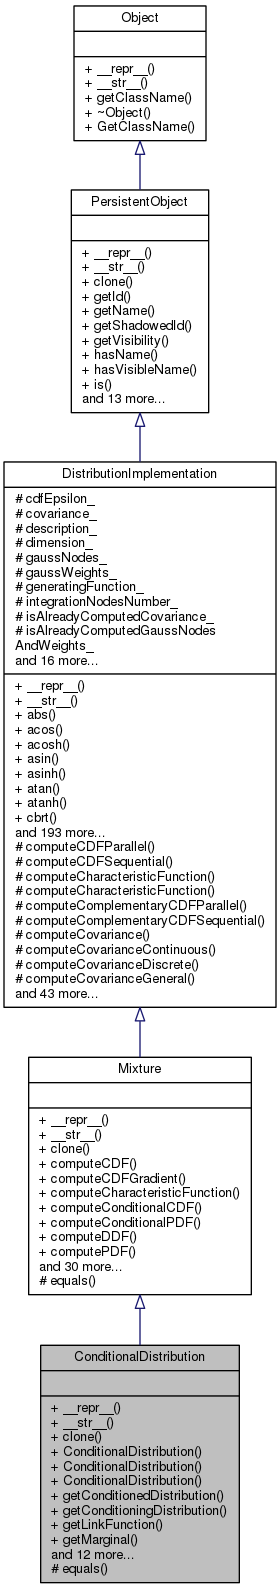 Object
+ __repr__()
+ __str__()
+ getClassName()
+ ~Object()
+ GetClassName()
PersistentObject
+ __repr__()
+ __str__()
+ clone()
+ getId()
+ getName()
+ getShadowedId()
+ getVisibility()
+ hasName()
+ hasVisibleName()
+ is()
and 13 more...
DistributionImplementation
# cdfEpsilon_
# covariance_
# description_
# dimension_
# gaussNodes_
# gaussWeights_
# generatingFunction_
# integrationNodesNumber_
# isAlreadyComputedCovariance_
# isAlreadyComputedGaussNodes
AndWeights_
and 16 more...
+ __repr__()
+ __str__()
+ abs()
+ acos()
+ acosh()
+ asin()
+ asinh()
+ atan()
+ atanh()
+ cbrt()
and 193 more...
# computeCDFParallel()
# computeCDFSequential()
# computeCharacteristicFunction()
# computeCharacteristicFunction()
# computeComplementaryCDFParallel()
# computeComplementaryCDFSequential()
# computeCovariance()
# computeCovarianceContinuous()
# computeCovarianceDiscrete()
# computeCovarianceGeneral()
and 43 more...
Mixture
+ __repr__()
+ __str__()
+ clone()
+ computeCDF()
+ computeCDFGradient()
+ computeCharacteristicFunction()
+ computeConditionalCDF()
+ computeConditionalPDF()
+ computeDDF()
+ computePDF()
and 30 more...
# equals()
ConditionalDistribution
+ __repr__()
+ __str__()
+ clone()
+ ConditionalDistribution()
+ ConditionalDistribution()
+ ConditionalDistribution()
+ getConditionedDistribution()
+ getConditioningDistribution()
+ getLinkFunction()
+ getMarginal()
and 12 more...
# equals()